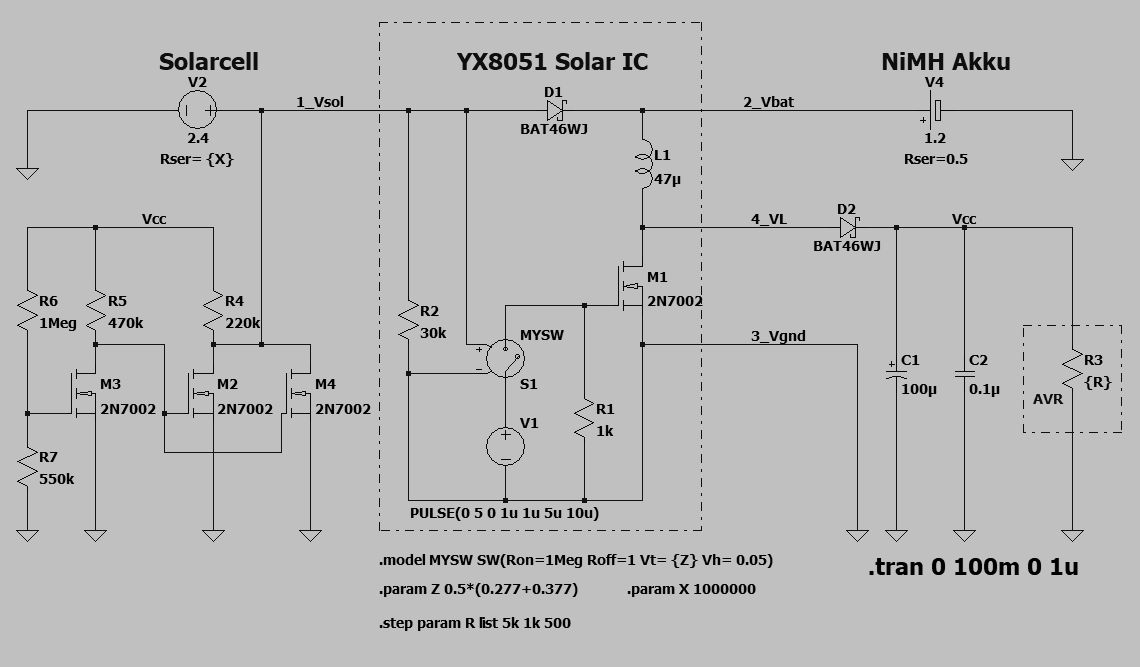 Solarcell
YX8051 Solar IC
NiMH Akku
V2
2.4
Rser= {X}
1_Vsol
D1
BAT46WJ
2_Vbat
V4
1.2
Rser=0.5
L1
47µ
Vcc
4_VL
D2
BAT46WJ
Vcc
R6
1Meg
R5
470k
R4
220k
R2
30k
MYSW
S1
M1
2N7002
3_Vgnd
M3
2N7002
M2
2N7002
M4
2N7002
V1
R1
1k
C1
100µ
C2
0.1µ
R3
{R}
AVR
R7
550k
PULSE(0 5 0 1u 1u 5u 10u)
.model MYSW SW(Ron=1Meg Roff=1 Vt= {Z} Vh= 0.05)
.tran 0 100m 0 1u
.param Z 0.5*(0.277+0.377)
.param X 1000000
.step param R list 5k 1k 500